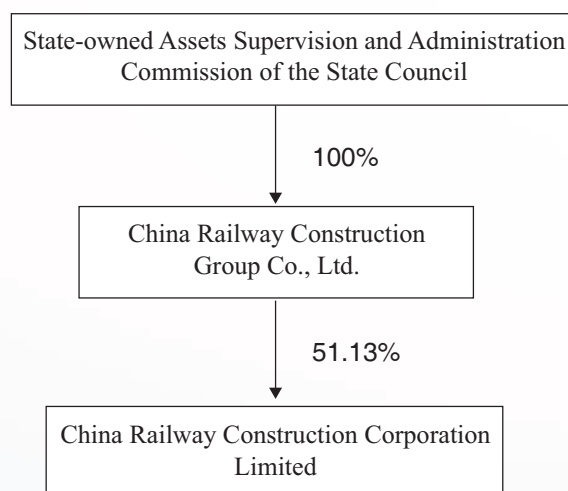 State-owned Assets Supervision and Administration
Commission of the State Council
100%
China Railway Construction
Group Co., Ltd.
51.13%
China Railway Construction Corporation
Limited